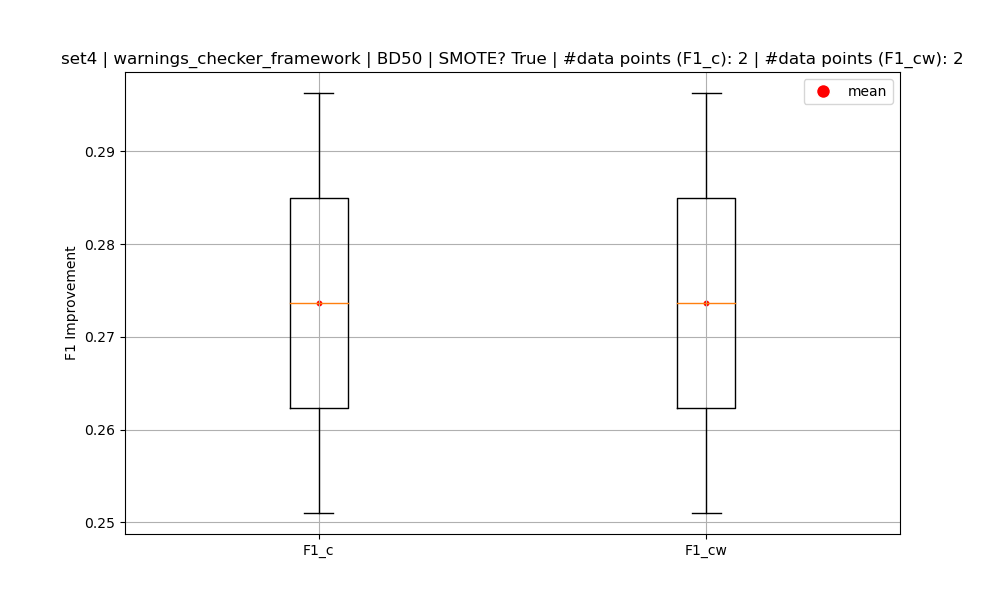 set4 | warnings_checker_framework | BD50 | SMOTE? True | #data points (F1_c): 2 | #data points (F1_cw): 2
mean
F1 Improvement
0.29
0.28
0.27
0.26
0.25
F1_c
F1_cw